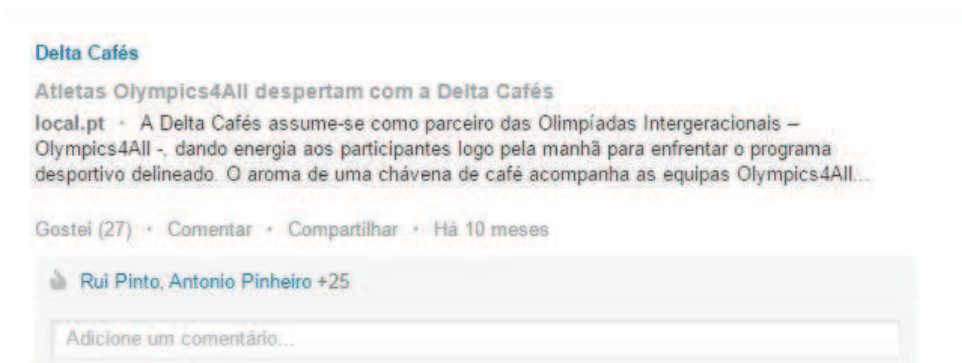 Delta Cafés
Atletas Olympics4All despertam com a Delta Cafés
local.pt · A Delta Cafés assume-se como parceiro das Olimpíadas Intergeracionais –
Olympics4All -, dando energia aos participantes logo pela manhã para enfrentar o programa
desportivo delineado. O aroma de uma chávena de café acompanha as equipas Olympics4All...
Gostei (27) · Comentar · Compartilhar · Há 10 meses
Rui Pinto, Antonio Pinheiro +25
Adicione um comentário...